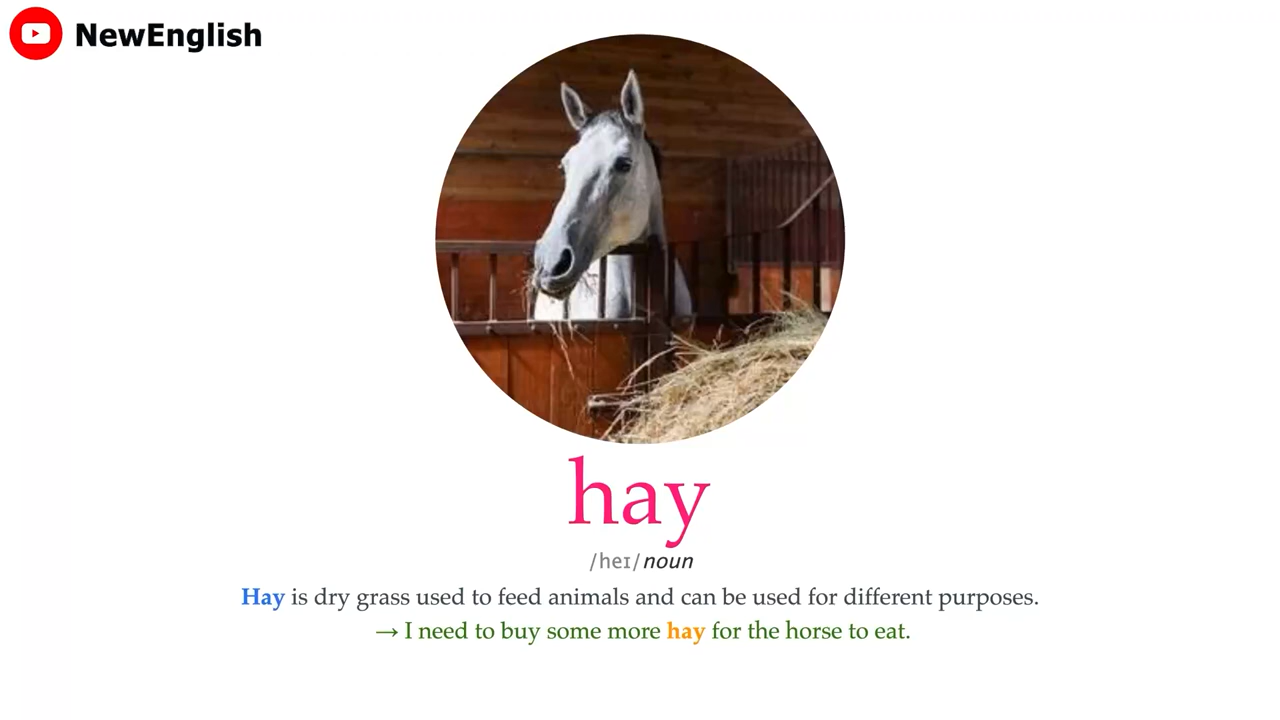 NewEnglish
hay
/heɪ/ noun
Hay is dry grass used to feed animals and can be used for different purposes.
→ I need to buy some more hay for the horse to eat.